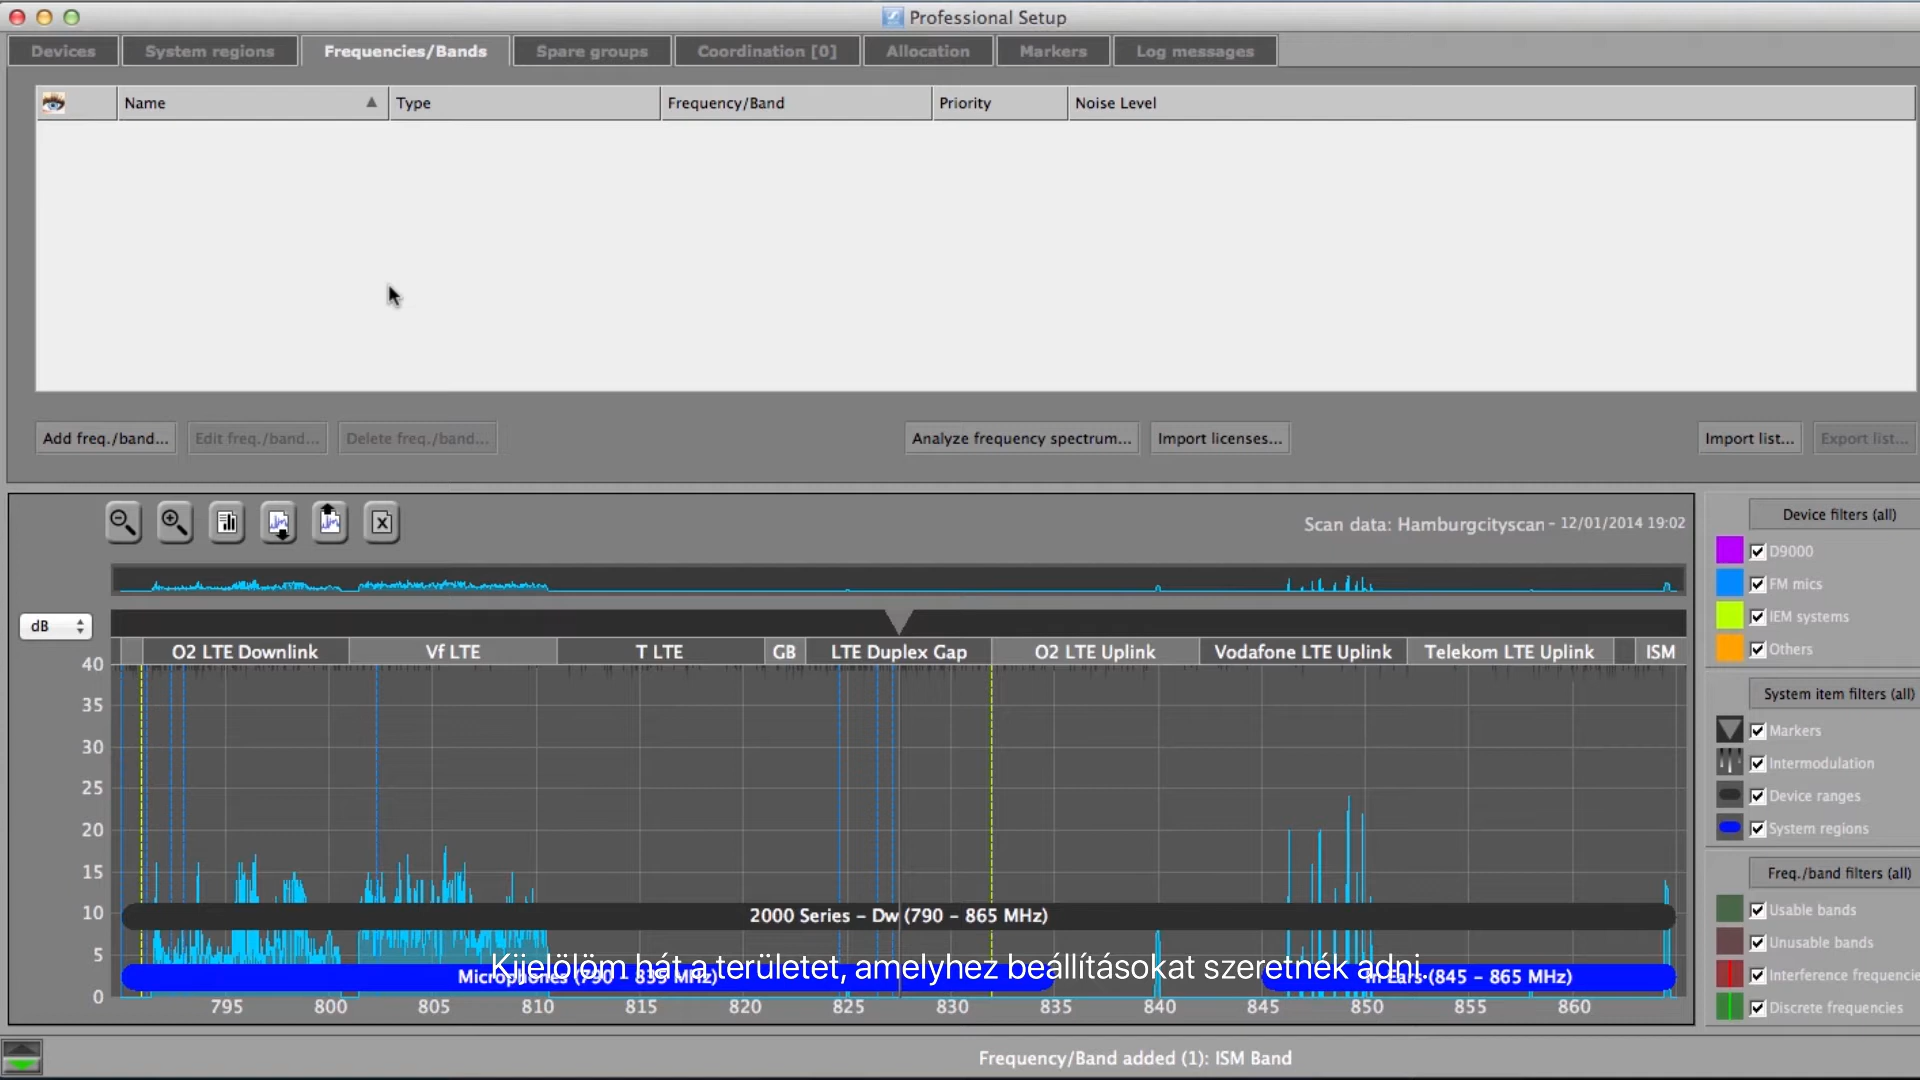 Professional Setup
Devices
System regions
Frequencies/Bands
Spare groups
Coordination [0]
Allocation
Markers
Log messages
Name
Type
Frequency/Band
Priority
Noise Level
Add freq./band...
Edit freq./band...
Delete freq./band...
Analyze frequency spectrum...
Import licenses...
Import list...
Export list...
Scan data: Hamburgcityscan - 12/01/2014 19:02
dB
O2 LTE Downlink
Vf LTE
T LTE
GB
LTE Duplex Gap
O2 LTE Uplink
Vodafone LTE Uplink
Telekom LTE Uplink
ISM
40
35
30
25
20
15
10
5
0
2000 Series - Dw (790 - 865 MHz)
Microphones (790 - 835 MHz)
In-Ears (845 - 865 MHz)
Kijelölöm hát a területet, amelyhez beállításokat szeretnék adni.
795 800 805 810 815 820 825 830 835 840 845 850 855 860
Device filters (all)
D9000
FM mics
IEM systems
Others
System item filters (all)
Markers
Intermodulation
Device ranges
System regions
Freq./band filters (all)
Usable bands
Unusable bands
Interference frequencie
Discrete frequencies
Frequency/Band added (1): ISM Band